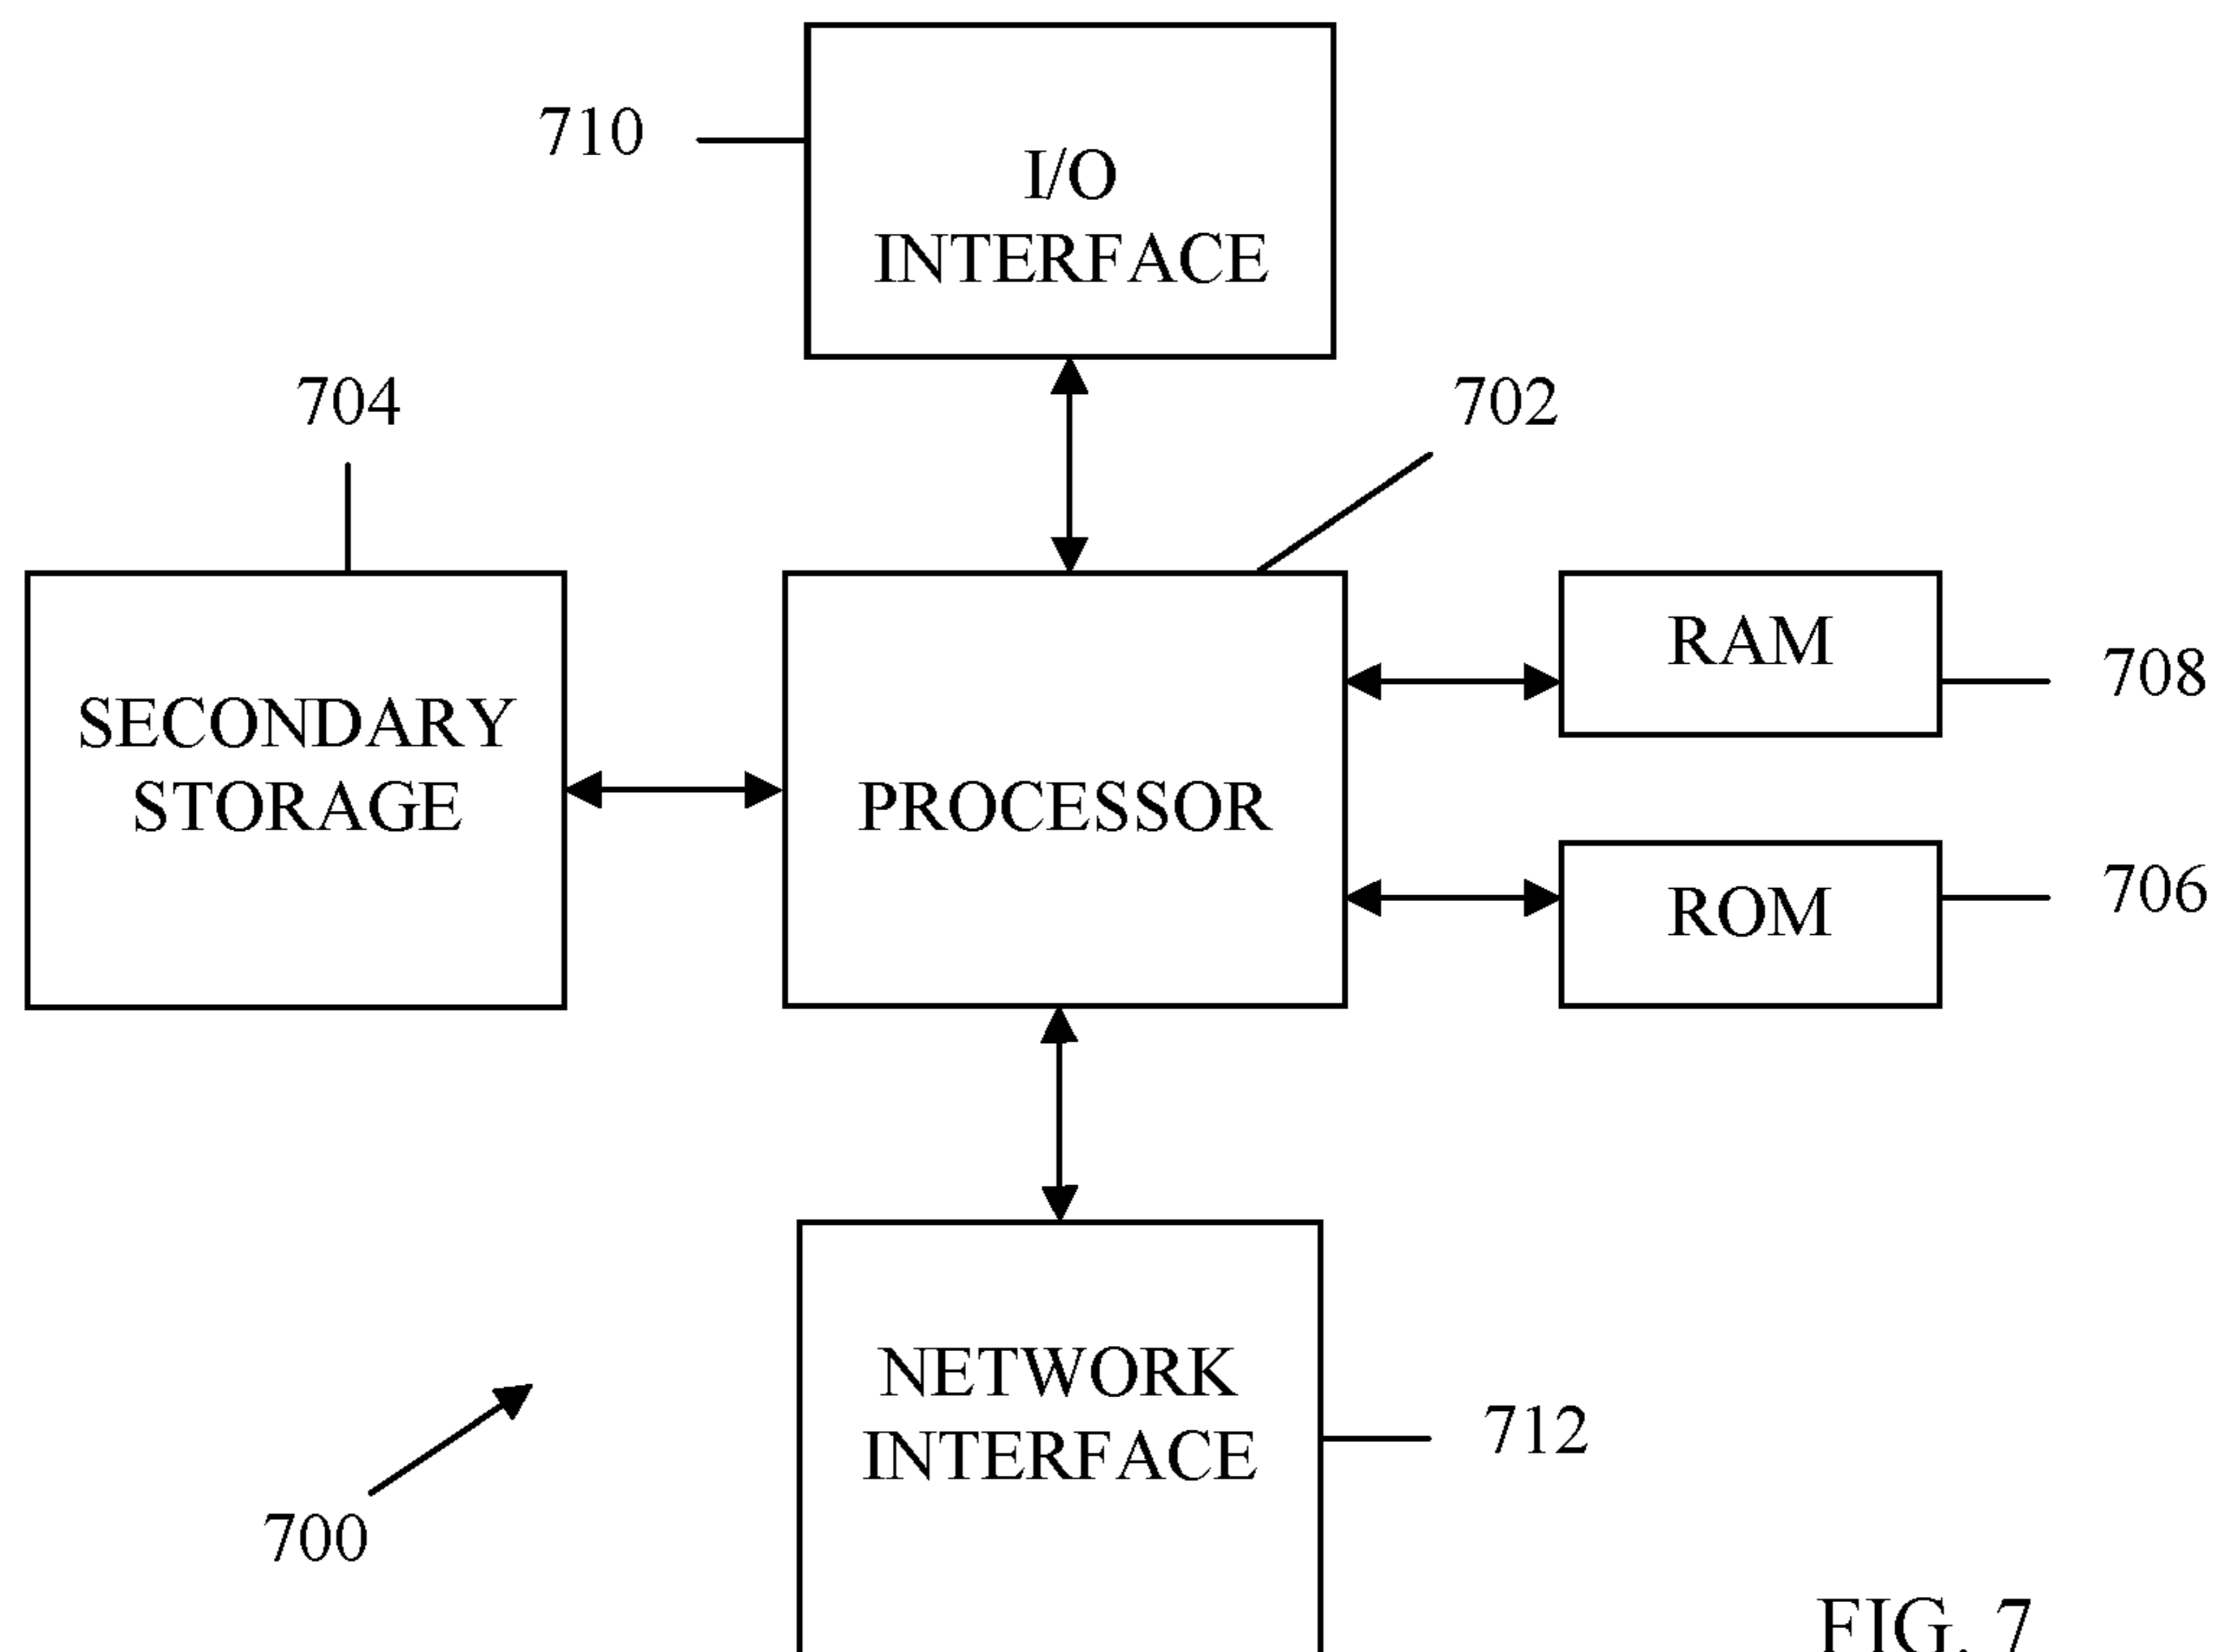 710
I/O
INTERFACE
704
702
SECONDARY
STORAGE
PROCESSOR
RAM
708
ROM
706
NETWORK
INTERFACE
712
700
FIG. 7